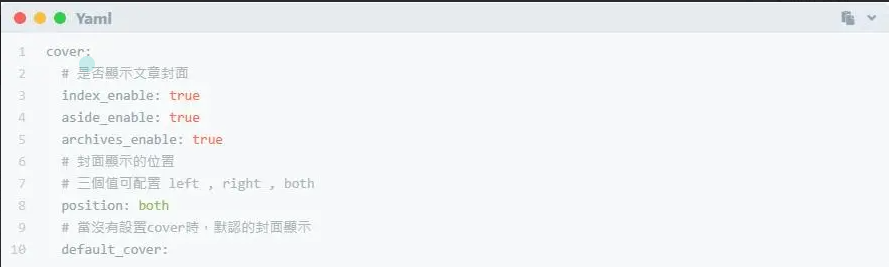 Yaml
1 cover:
2 # 是否顯示文章封面
3 index_enable: true
4 aside_enable: true
5 archives_enable: true
6 # 封面顯示的位置
7 # 三個值可配置 left , right , both
8 position: both
9 # 當沒有設置cover時，默認的封面顯示
10 default_cover: